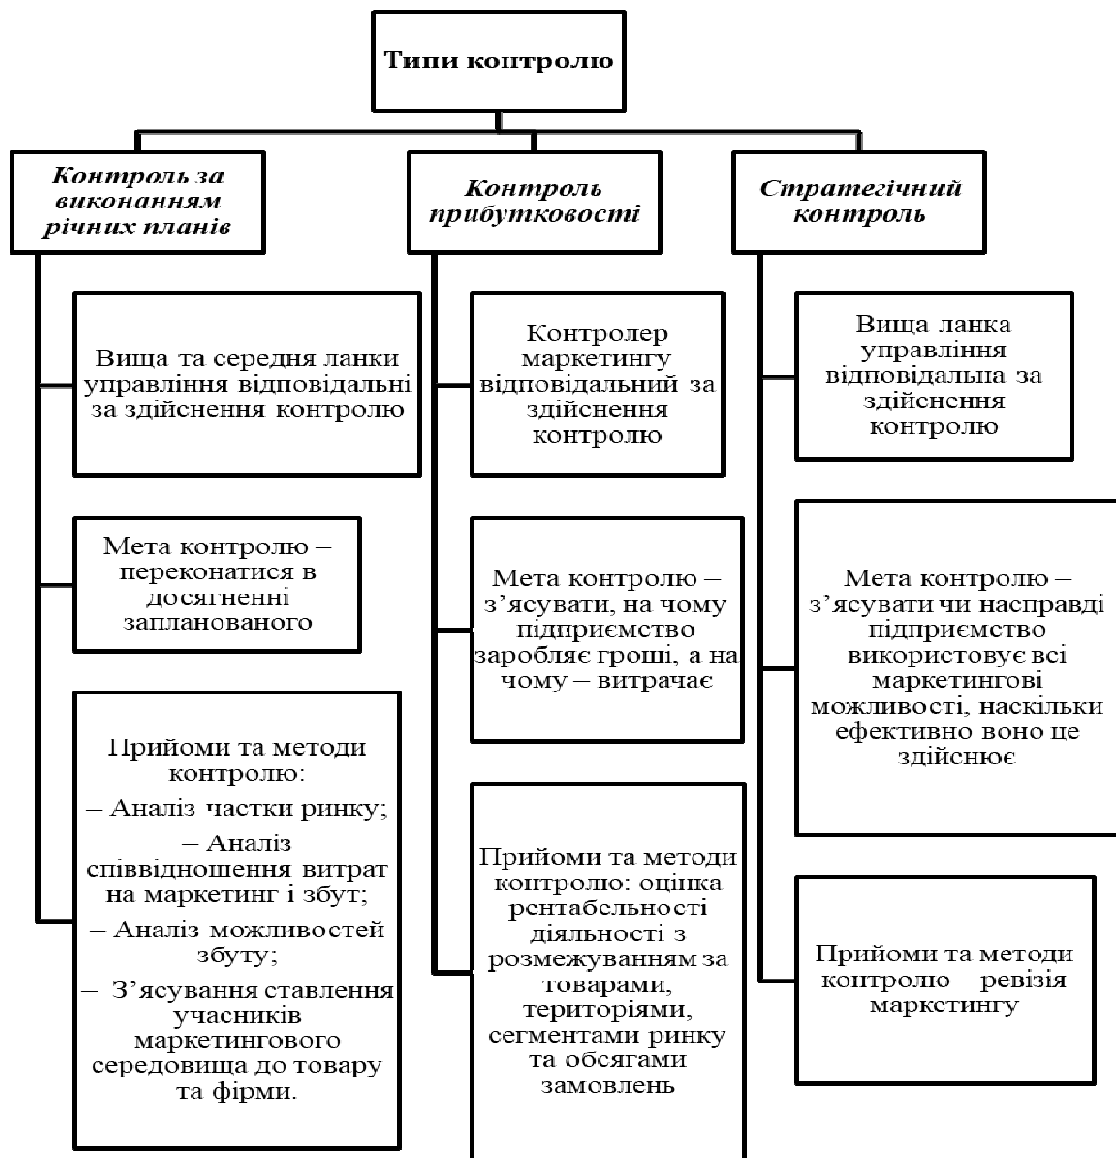 Типи контролю
Контроль за
виконанням
річних планів
Вища та середня ланки
управління відповідальні
за здійснення контролю
Мета контролю –
переконатися в
досягненні
запланованого
Прийоми та методи
контролю:
– Аналіз частки ринку;
– Аналіз
співвідношення витрат
на маркетинг і збут;
– Аналіз можливостей
збуту;
– З’ясування ставлення
учасників
маркетингового
середовища до товару
та фірми.
Контроль
прибутковості
Контролер
маркетингу
відповідальний за
здійснення
контролю
Мета контролю –
з’ясувати, на чому
підприємство
заробляє гроші, а на
чому – витрачає
Прийоми та методи
контролю: оцінка
рентабельності
діяльності з
розмежуванням за
товарами,
територіями,
сегментами ринку
та обсягами
замовлень
Стратегічний
контроль
Вища ланка
управління
відповідальна за
здійснення
контролю
Мета контролю –
з’ясувати чи насправді
підприємство
використовує всі
маркетингові
можливості, наскільки
ефективно воно це
здійснює
Прийоми та методи
контролю ревізія
маркетингу